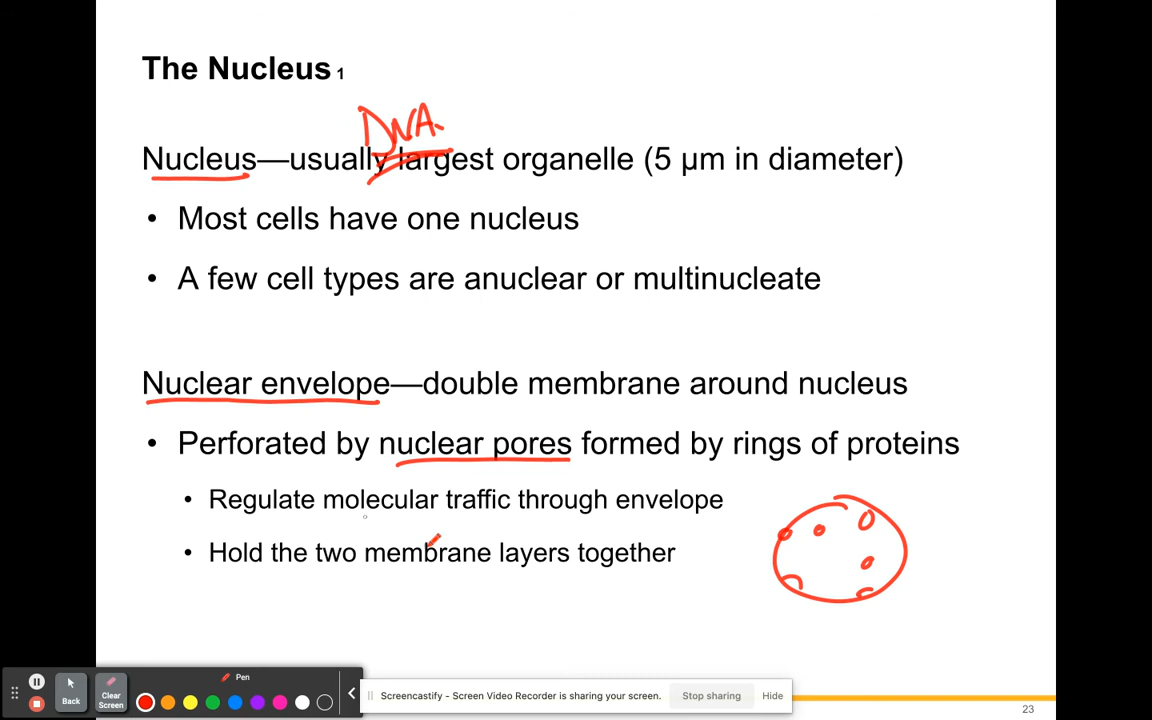 The Nucleus 1
DNA.
Nucleus—usually largest organelle (5 µm in diameter)
• Most cells have one nucleus
• A few cell types are anuclear or multinucleate
Nuclear envelope—double membrane around nucleus
• Perforated by nuclear pores formed by rings of proteins
• Regulate molecular traffic through envelope
• Hold the two membrane layers together
Pen
Back
Clear Screen
Screencastify - Screen Video Recorder is sharing your screen.
Stop sharing
Hide
23